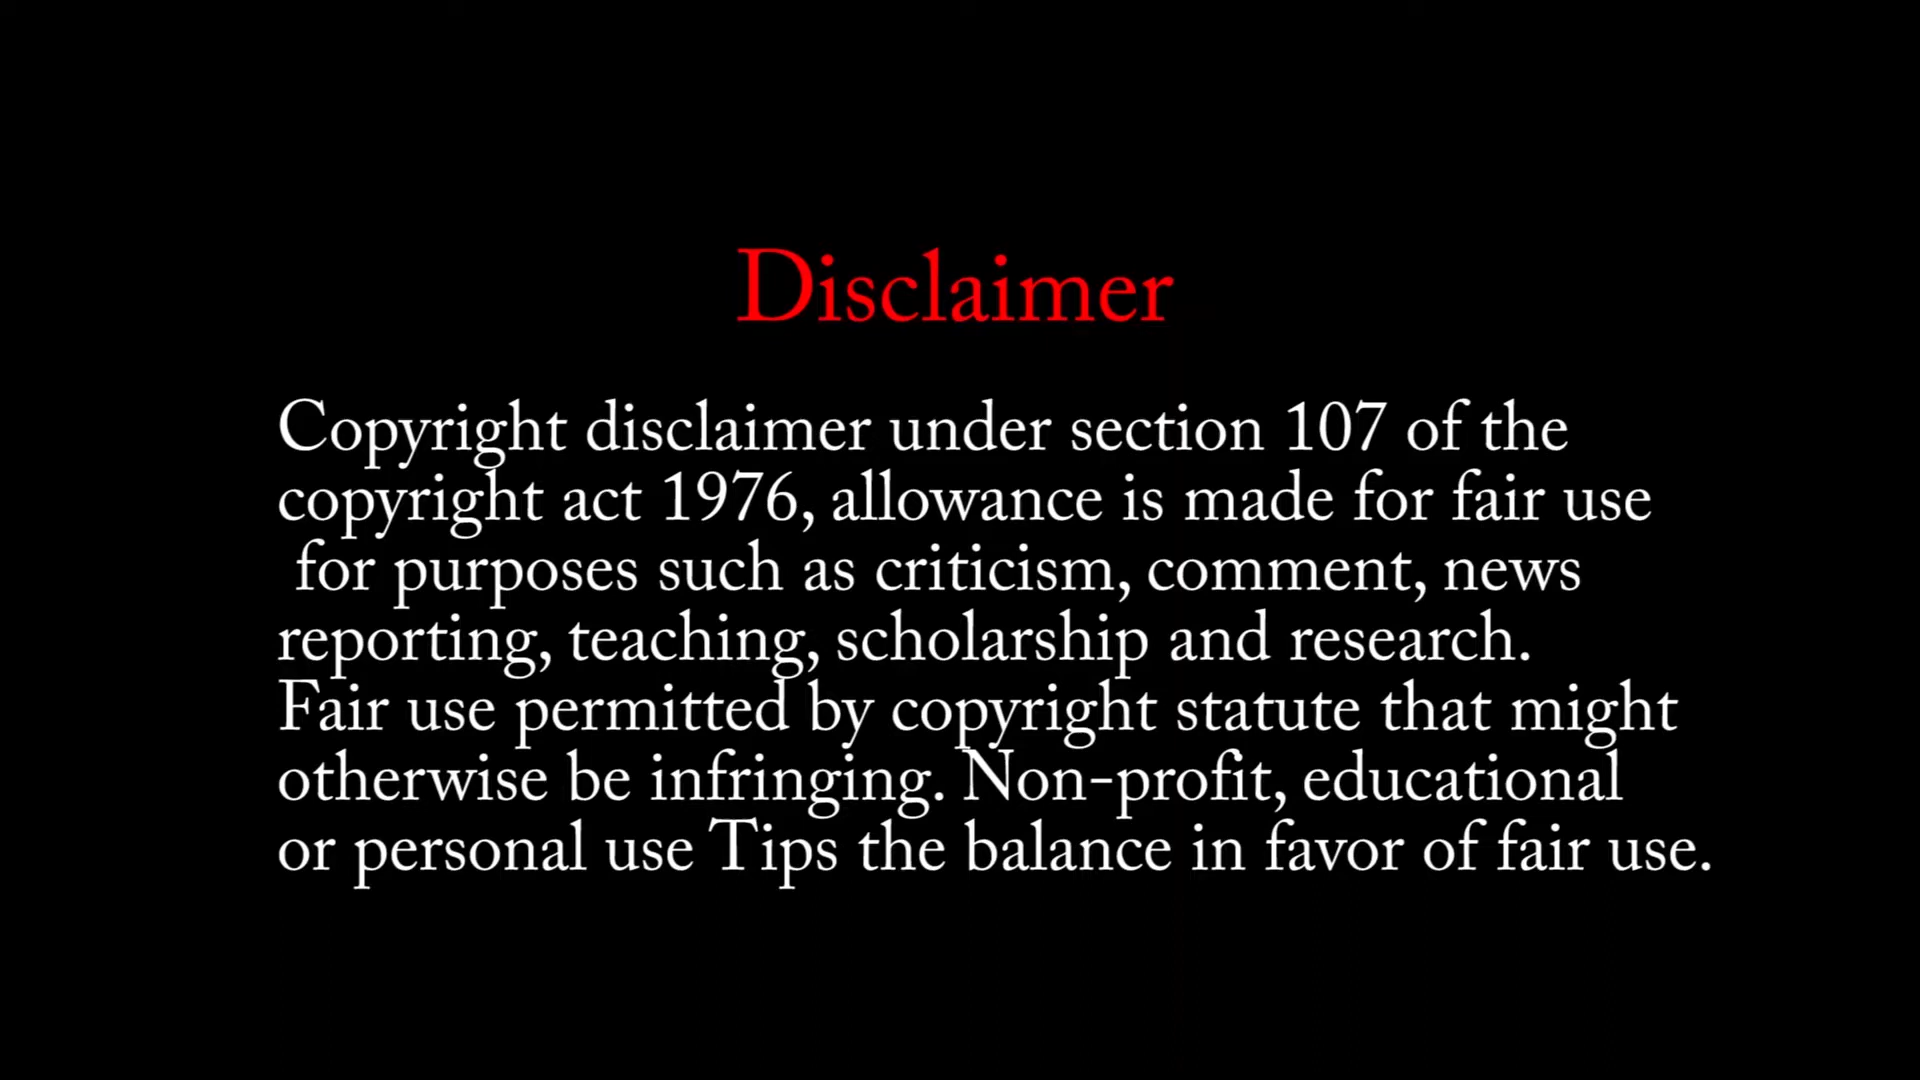 Disclaimer
Copyright disclaimer under section 107 of the
copyright act 1976, allowance is made for fair use
for purposes such as criticism, comment, news
reporting, teaching, scholarship and research.
Fair use permitted by copyright statute that might
otherwise be infringing. Non-profit, educational
or personal use Tips the balance in favor of fair use.